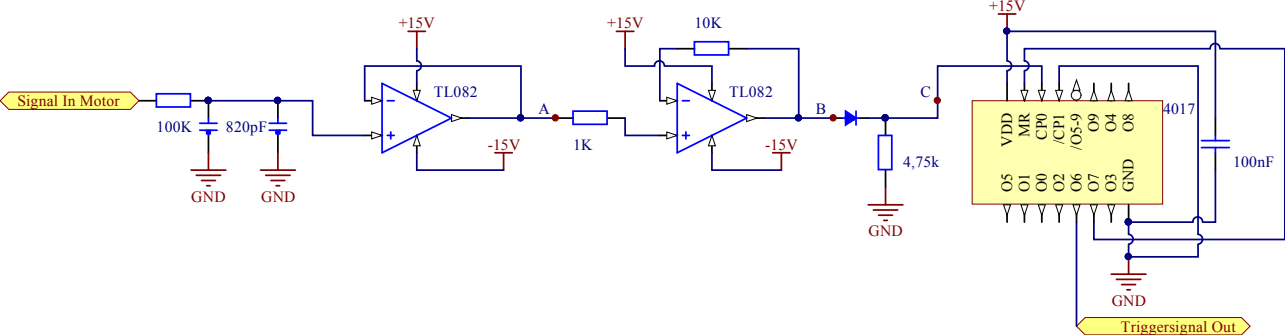 +15V
+15V
10K
+15V
Signal In Motor
100K
820pF
GND
GND
TL082
-15V
A
1K
TL082
-15V
B
4,75k
GND
C
4017
VDD
MR
CP0
/CP1
/O5-9
O9
O4
O8
O5
O1
O0
O2
O6
O7
O3
GND
100nF
GND
Triggersignal Out